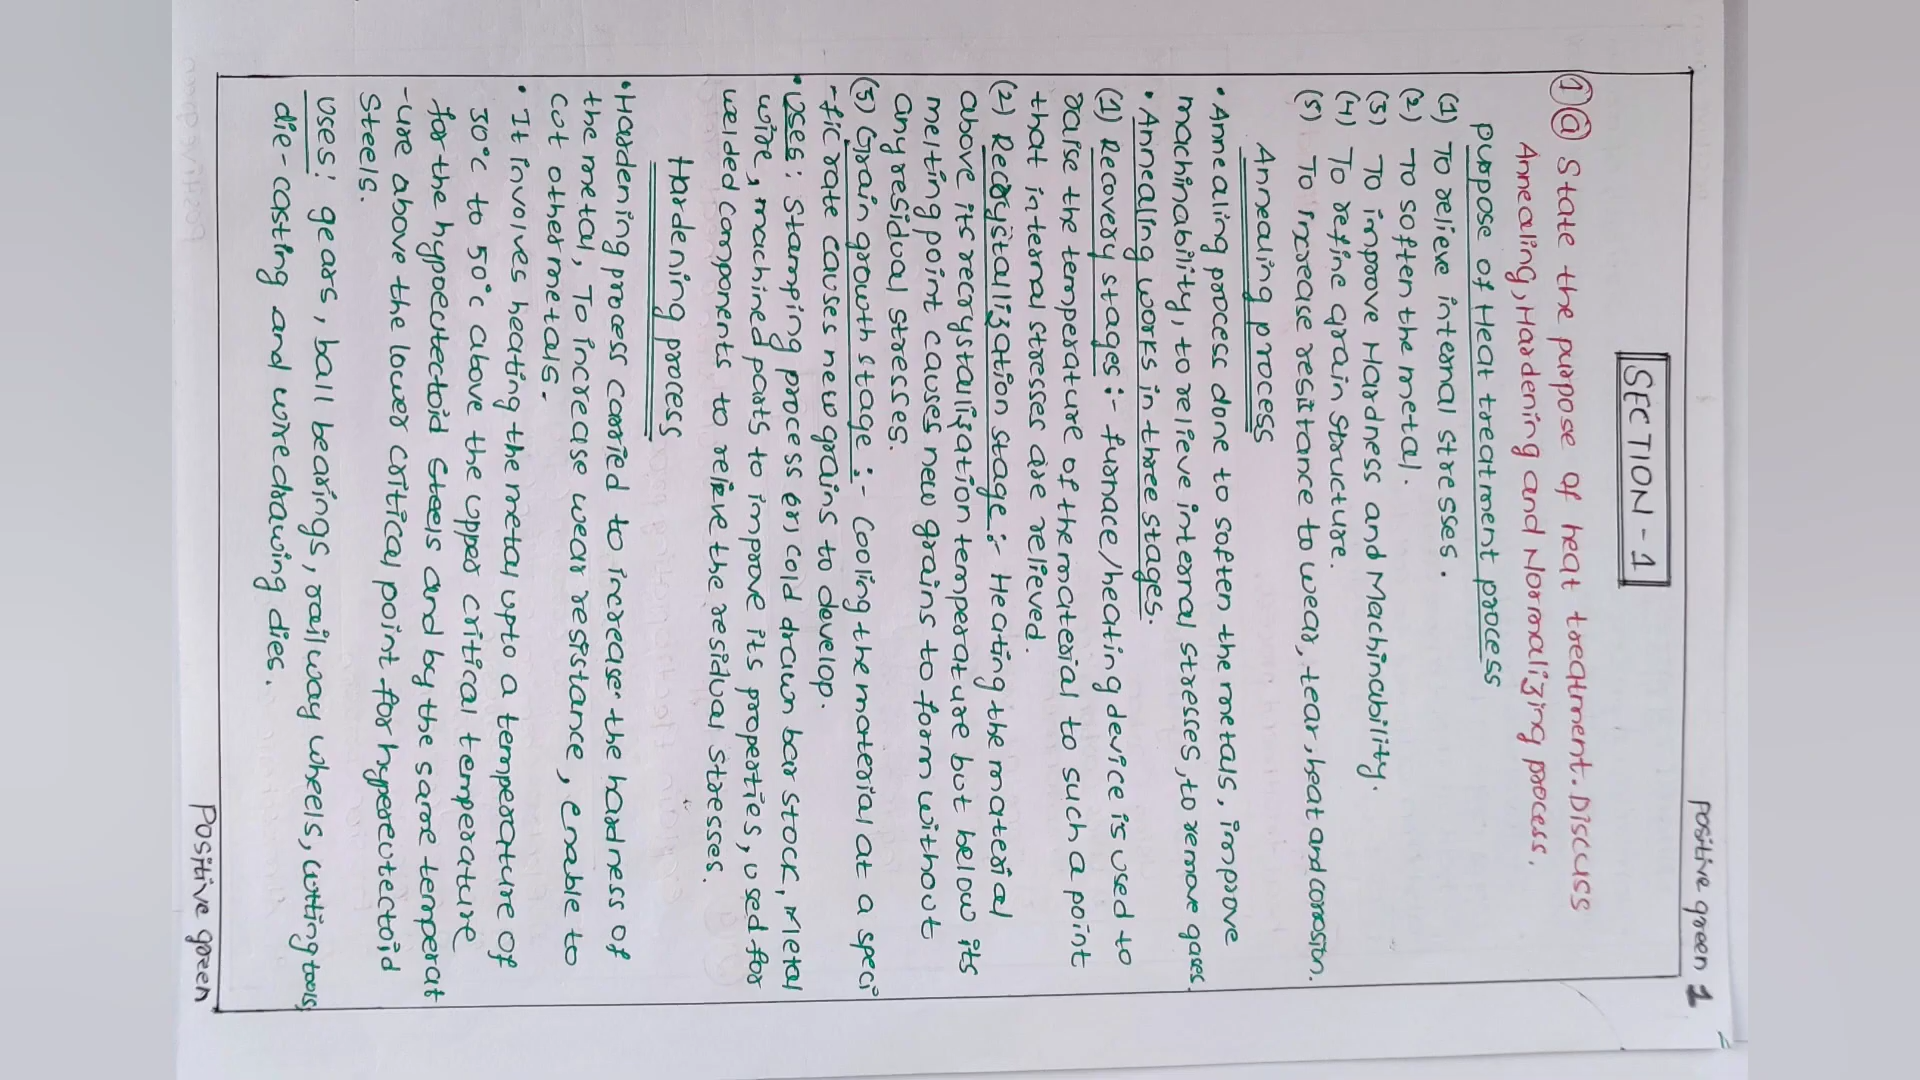 positive green 1
SECTION - 1
1 a State the purpose of heat treatment. Discuss
Annealing, Hardening and Normalizing process.
purpose of Heat treatment process
(1) To relieve internal stresses.
(2) To soften the metal.
(3) To improve Hardness and Machinability.
(4) To refine grain structure.
(5) To increase resistance to wear, tear, heat and corrosion.
Annealing process
• Annealing process done to soften the metals, improve
machinability, to relieve internal stresses, to remove gases.
• Annealing works in three stages.
(1) Recovery stages :- furnace/heating device is used to
raise the temperature of the material to such a point
that internal stresses are relieved.
(2) Recrystallization stage :- Heating the material
above its recrystallization temperature but below its
melting point causes new grains to form without
any residual stresses.
(3) Grain growth stage :- Cooling the material at a speci
-fic rate causes new grains to develop.
• Uses : Stamping process (or) cold drawn bar stock, Metal
wire, machined parts to improve its properties, used for
welded components to relieve the residual stresses.
Hardening process
• Hardening process carried to increase the hardness of
the metal, To increase wear resistance, enable to
cut other metals.
• It involves heating the metal upto a temperature of
30°c to 50°c above the upper critical temperature
for the hypoeutectoid steels and by the same temperat
-ure above the lower critical point for hypereutectoid
Steels.
Uses : gears, ball bearings, railway wheels, cutting tools,
die-casting and wire drawing dies.
Positive green